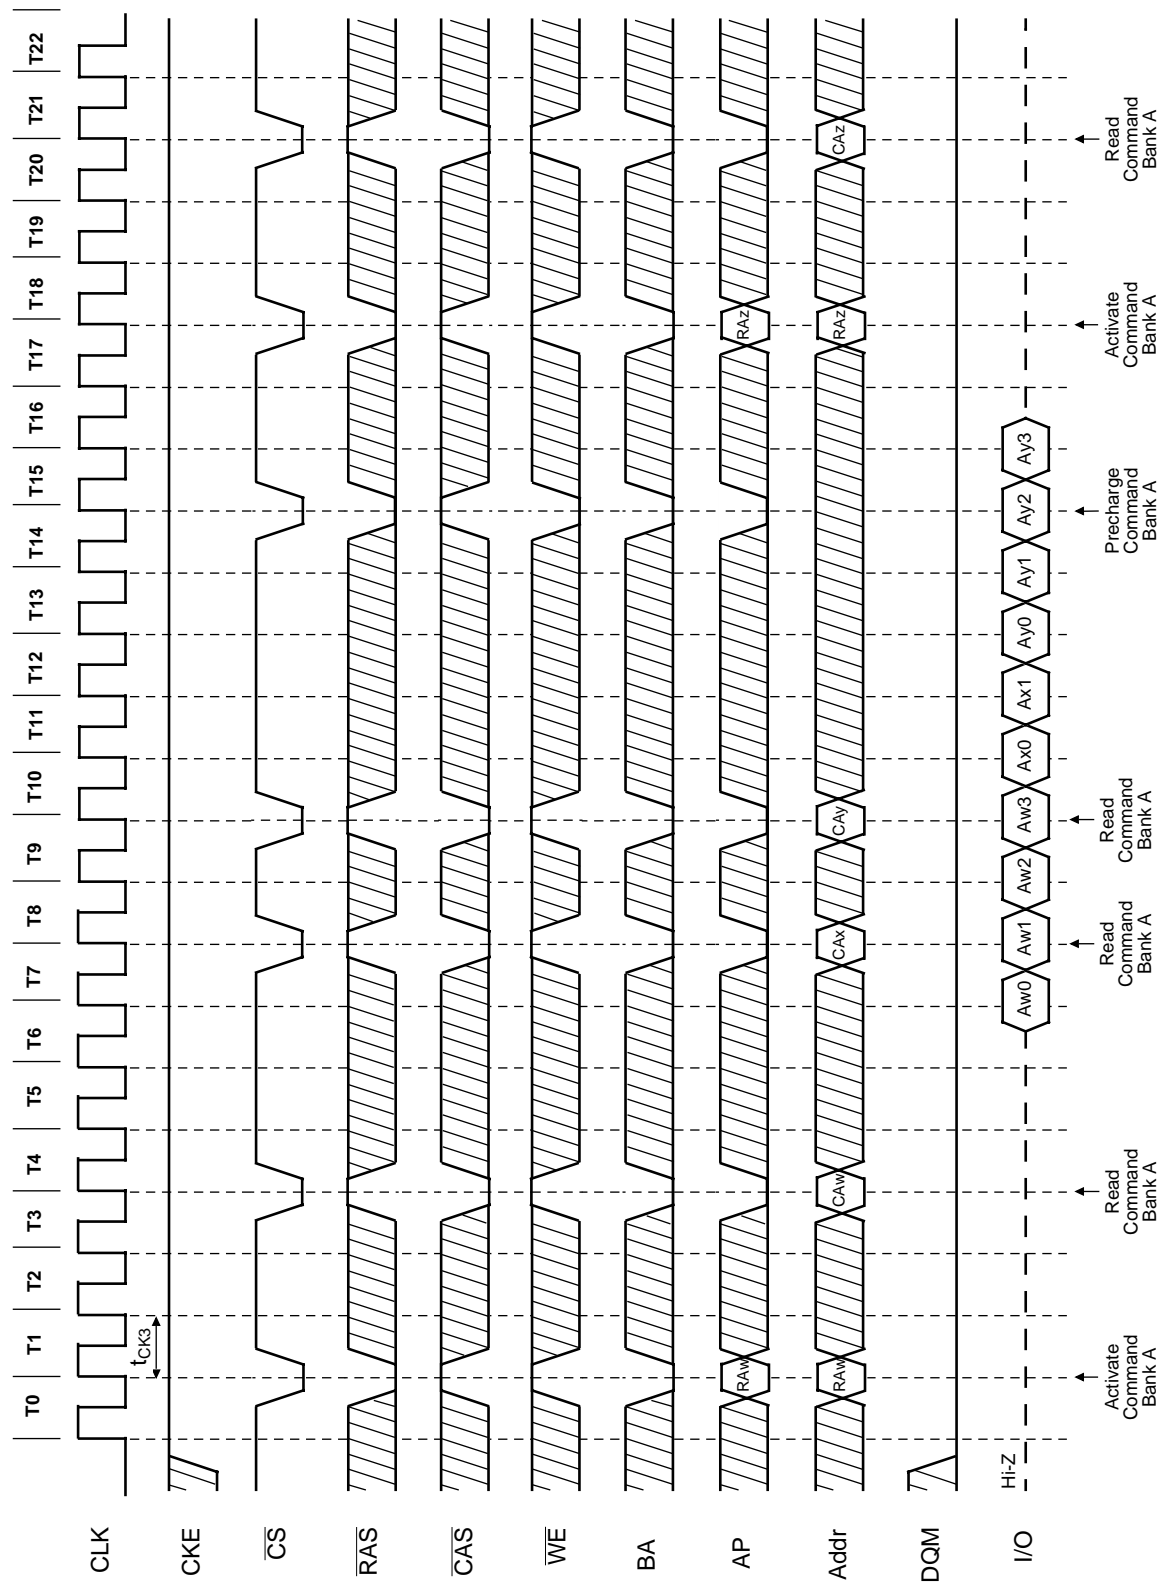 T0 T1 T2 T3 T4 T5 T6 T7 T8 T9 T10 T11 T12 T13 T14 T15 T16 T17 T18 T19 T20 T21 T22
CLK
tCK3
CKE
CS
RAS
CAS
WE
BA
AP
RAw RAz
Addr
RAw CAw CAx CAy RAz CAz
DQM
I/O
Hi-Z
Aw0 Aw1 Aw2 Aw3 Ax0 Ax1 Ay0 Ay1 Ay2 Ay3
Activate
Command
Bank A
Read
Command
Bank A
Read
Command
Bank A
Read
Command
Bank A
Precharge
Command
Bank A
Activate
Command
Bank A
Read
Command
Bank A